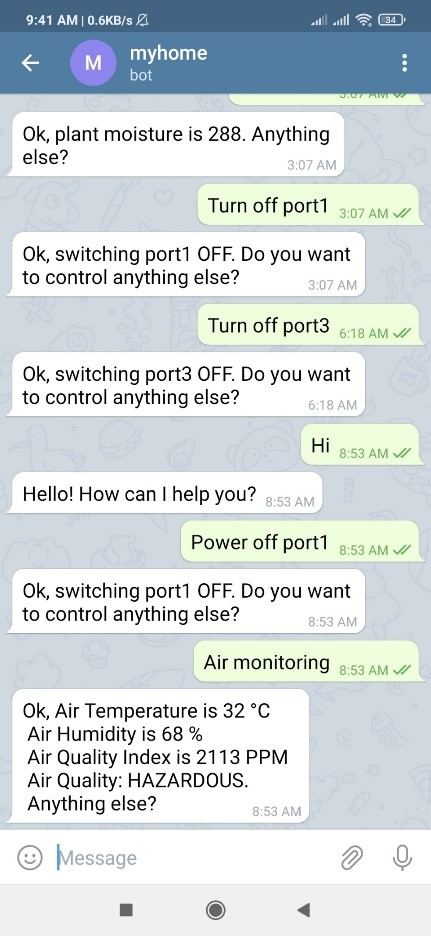 9:41 AM | 0.6KB/s
34
M
myhome
bot
3:07 AM
Ok, plant moisture is 288. Anything
else?
3:07 AM
Turn off port1
3:07 AM
Ok, switching port1 OFF. Do you want
to control anything else?
3:07 AM
Turn off port3
6:18 AM
Ok, switching port3 OFF. Do you want
to control anything else?
6:18 AM
Hi
8:53 AM
Hello! How can I help you?
8:53 AM
Power off port1
8:53 AM
Ok, switching port1 OFF. Do you want
to control anything else?
8:53 AM
Air monitoring
8:53 AM
Ok, Air Temperature is 32 °C
Air Humidity is 68 %
Air Quality Index is 2113 PPM
Air Quality: HAZARDOUS.
Anything else?
8:53 AM
Message